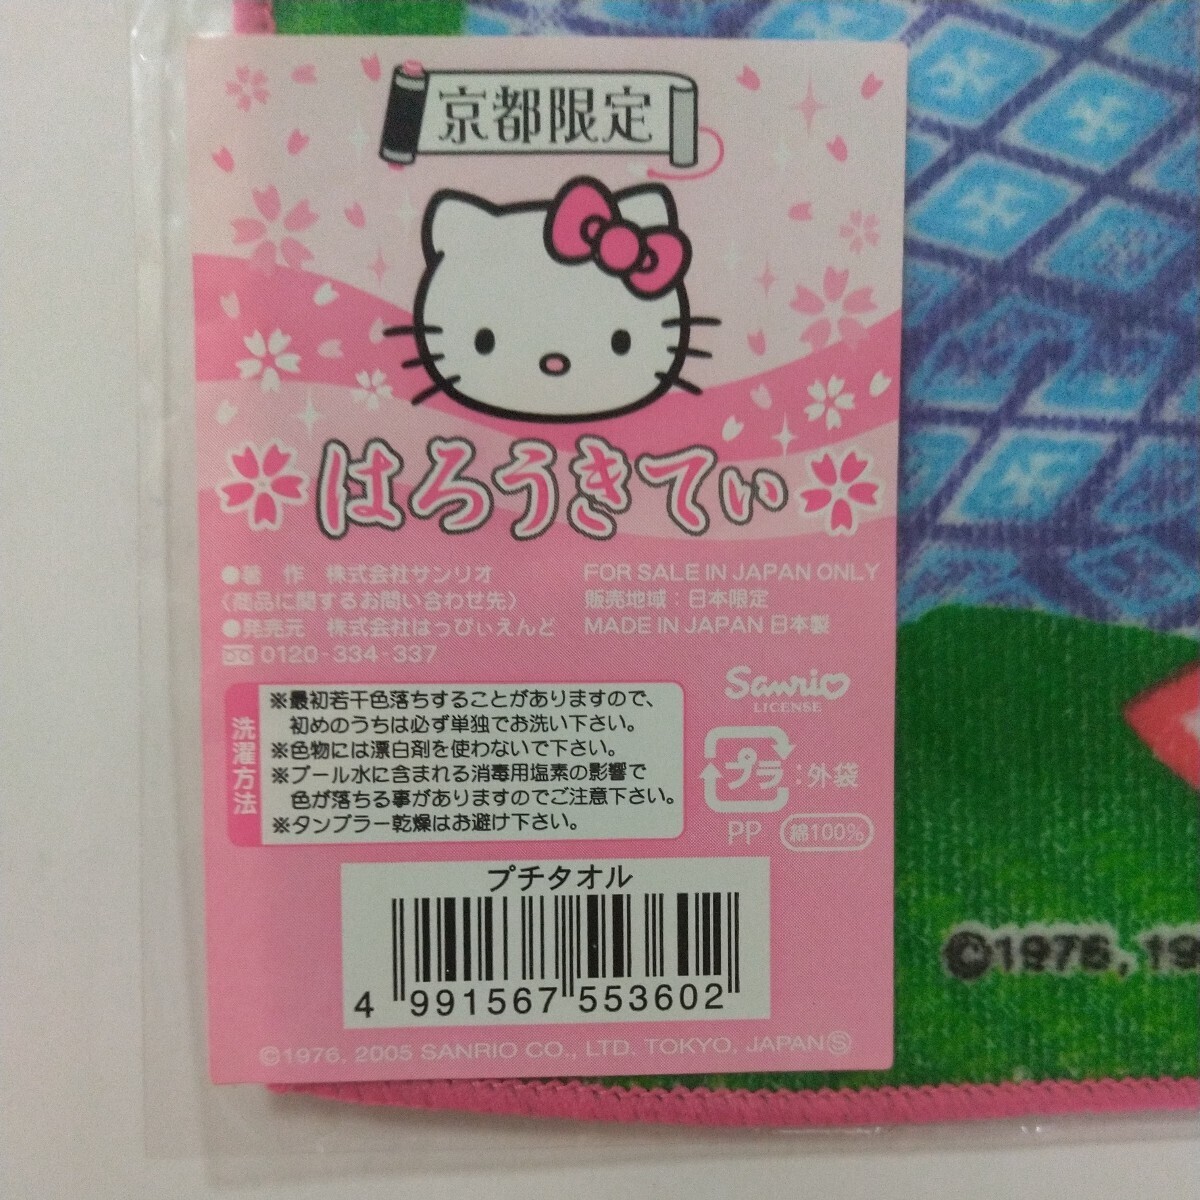 京都限定
はろうきてぃ
●著 作 株式会社サンリオ
〈商品に関するお問い合わせ先〉
●発売元 株式会社はっぴぃえんど
0120-334-337
FOR SALE IN JAPAN ONLY
販売地域：日本限定
MADE IN JAPAN 日本製
Sanrio
LICENSE
洗濯方法
※最初若干色落ちすることがありますので、
初めのうちは必ず単独でお洗い下さい。
※色物には漂白剤を使わないで下さい。
※プール水に含まれる消毒用塩素の影響で
色が落ちる事がありますのでご注意下さい。
※タンブラー乾燥はお避け下さい。
プラ：外袋
PP 綿100%
プチタオル
4 991567 553602
©1976, 2005 SANRIO CO., LTD. TOKYO, JAPAN Ⓢ
©1976, 19